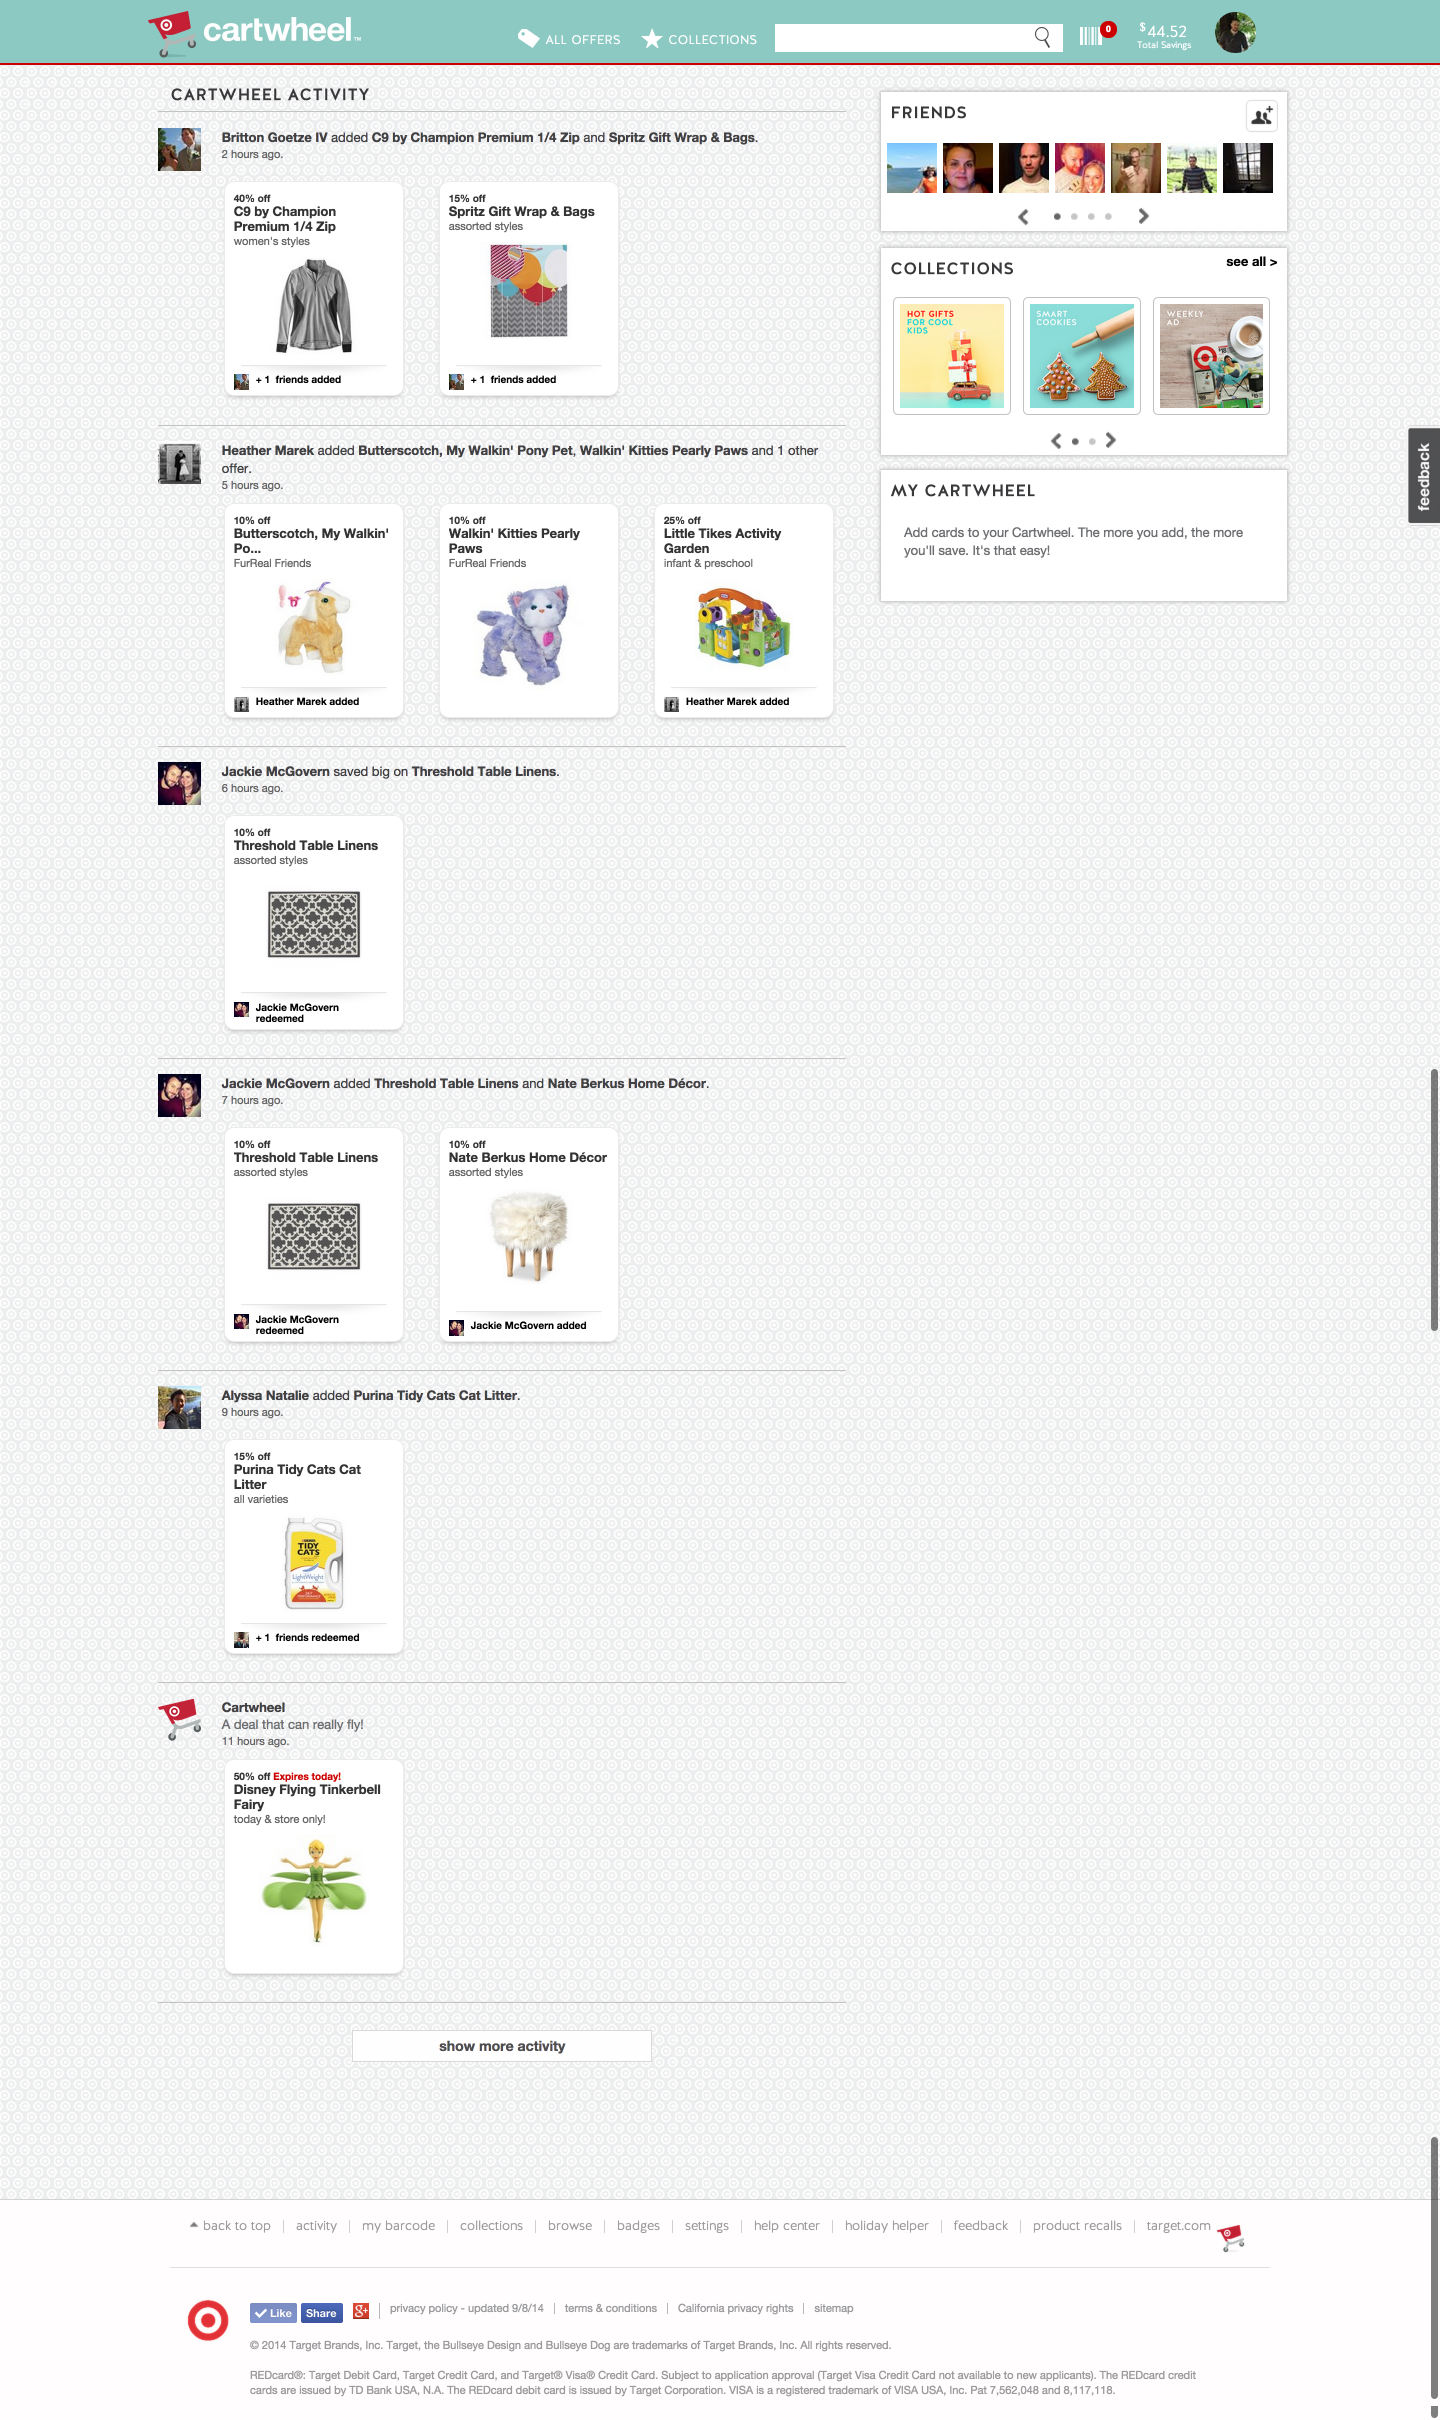 cartwheel™
ALL OFFERS
COLLECTIONS
0
$44.52
Total Savings
CARTWHEEL ACTIVITY
Britton Goetze IV added C9 by Champion Premium 1/4 Zip and Spritz Gift Wrap & Bags.
2 hours ago.
40% off
C9 by Champion
Premium 1/4 Zip
women's styles
+ 1 friends added
15% off
Spritz Gift Wrap & Bags
assorted styles
+ 1 friends added
Heather Marek added Butterscotch, My Walkin' Pony Pet, Walkin' Kitties Pearly Paws and 1 other
offer.
5 hours ago.
10% off
Butterscotch, My Walkin'
Po...
FurReal Friends
Heather Marek added
10% off
Walkin' Kitties Pearly
Paws
FurReal Friends
25% off
Little Tikes Activity
Garden
infant & preschool
Heather Marek added
Jackie McGovern saved big on Threshold Table Linens.
6 hours ago.
10% off
Threshold Table Linens
assorted styles
Jackie McGovern
redeemed
Jackie McGovern added Threshold Table Linens and Nate Berkus Home Décor.
7 hours ago.
10% off
Threshold Table Linens
assorted styles
Jackie McGovern
redeemed
10% off
Nate Berkus Home Décor
assorted styles
Jackie McGovern added
Alyssa Natalie added Purina Tidy Cats Cat Litter.
9 hours ago.
15% off
Purina Tidy Cats Cat
Litter
all varieties
TIDY
CATS
LightWeight
+ 1 friends redeemed
Cartwheel
A deal that can really fly!
11 hours ago.
50% off Expires today!
Disney Flying Tinkerbell
Fairy
today & store only!
show more activity
FRIENDS
COLLECTIONS
see all >
HOT GIFTS
FOR COOL
KIDS
SMART
COOKIES
WEEKLY
AD
MY CARTWHEEL
Add cards to your Cartwheel. The more you add, the more
you'll save. It's that easy!
feedback
back to top
activity
my barcode
collections
browse
badges
settings
help center
holiday helper
feedback
product recalls
target.com
Like
Share
g+
privacy policy - updated 9/8/14
terms & conditions
California privacy rights
sitemap
© 2014 Target Brands, Inc. Target, the Bullseye Design and Bullseye Dog are trademarks of Target Brands, Inc. All rights reserved.
REDcard®: Target Debit Card, Target Credit Card, and Target® Visa® Credit Card. Subject to application approval (Target Visa Credit Card not available to new applicants). The REDcard credit
cards are issued by TD Bank USA, N.A. The REDcard debit card is issued by Target Corporation. VISA is a registered trademark of VISA USA, Inc. Pat 7,562,048 and 8,117,118.